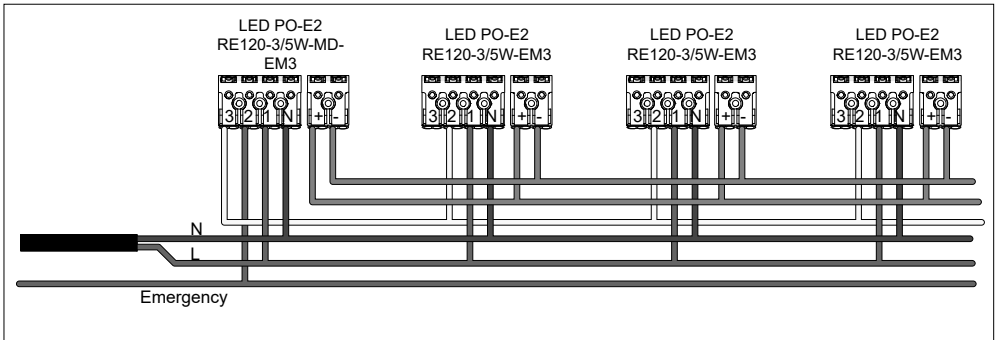 LED PO-E2
RE120-3/5W-MD-
EM3
LED PO-E2
RE120-3/5W-EM3
LED PO-E2
RE120-3/5W-EM3
LED PO-E2
RE120-3/5W-EM3
3 2 1 N + -
3 2 1 N + -
3 2 1 N + -
3 2 1 N + -
N
L
Emergency